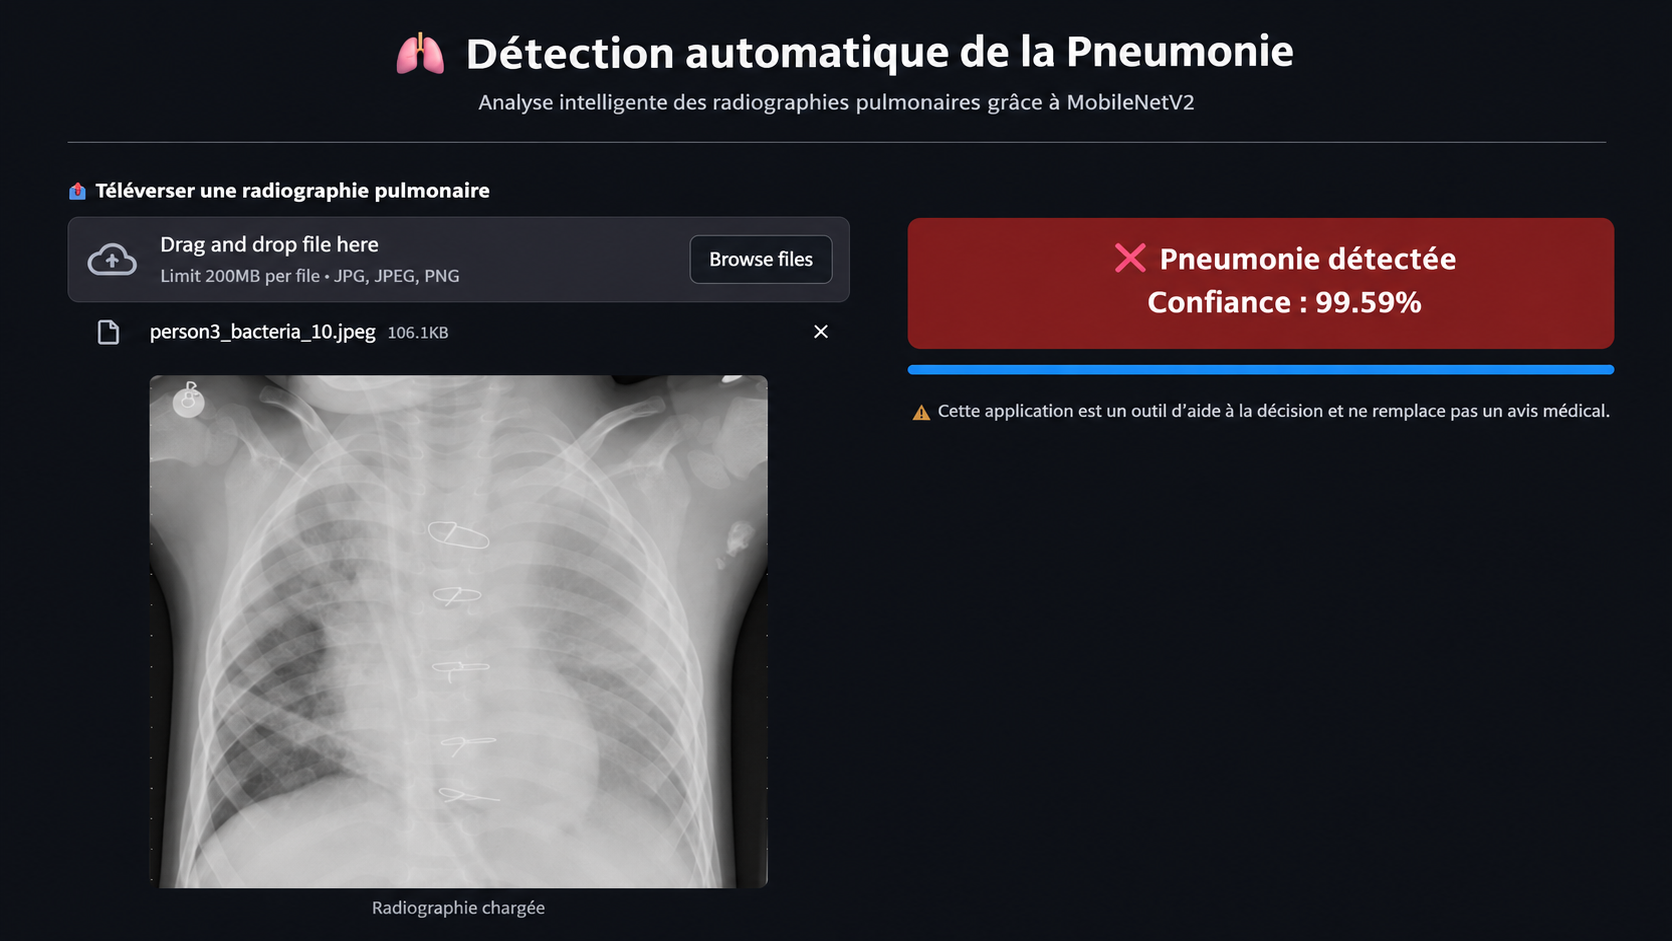 Détection automatique de la Pneumonie
Analyse intelligente des radiographies pulmonaires grâce à MobileNetV2
Téléverser une radiographie pulmonaire
Drag and drop file here
Limit 200MB per file • JPG, JPEG, PNG
Browse files
person3_bacteria_10.jpeg 106.1KB
Radiographie chargée
Pneumonie détectée
Confiance : 99.59%
Cette application est un outil d’aide à la décision et ne remplace pas un avis médical.